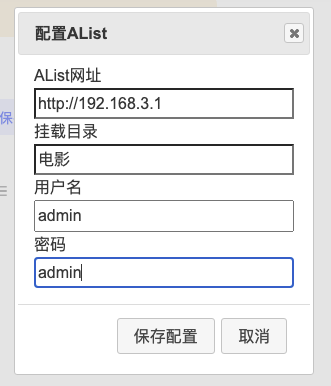 配置AList
AList网址
http://192.168.3.1
挂载目录
电影
用户名
admin
密码
admin
保存配置
取消
保